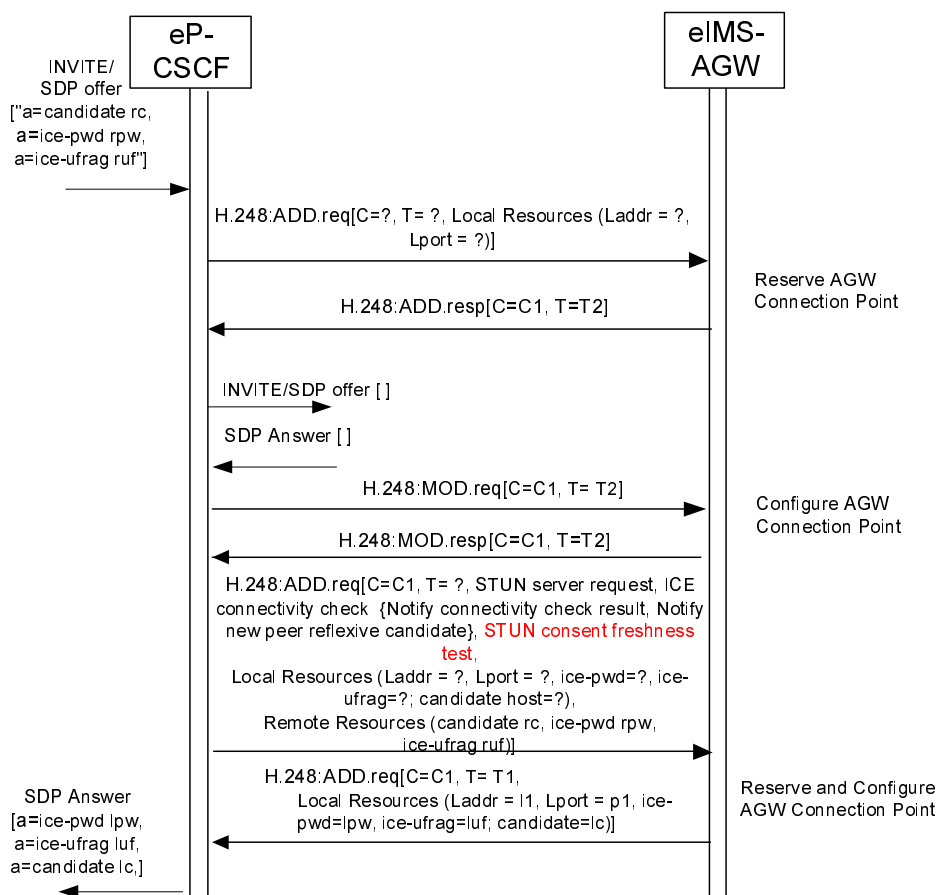 eP-
CSCF
eIMS-
AGW
INVITE/
SDP offer
["a=candidate rc,
a=ice-pwd rpw,
a=ice-ufrag ruf"]
H.248:ADD.req[C=?, T= ?, Local Resources (Laddr = ?,
Lport = ?)]
Reserve AGW
Connection Point
H.248:ADD.resp[C=C1, T=T2]
INVITE/SDP offer [ ]
SDP Answer [ ]
H.248:MOD.req[C=C1, T= T2]
Configure AGW
Connection Point
H.248:MOD.resp[C=C1, T=T2]
H.248:ADD.req[C=C1, T= ?, STUN server request, ICE
connectivity check {Notify connectivity check result, Notify
new peer reflexive candidate}, STUN consent freshness
test,
Local Resources (Laddr = ?, Lport = ?, ice-pwd=?, ice-
ufrag=?; candidate host=?),
Remote Resources (candidate rc, ice-pwd rpw,
ice-ufrag ruf)]
H.248:ADD.req[C=C1, T= T1,
Local Resources (Laddr = l1, Lport = p1, ice-
pwd=lpw, ice-ufrag=luf; candidate=lc)]
Reserve and Configure
AGW Connection Point
SDP Answer
[a=ice-pwd lpw,
a=ice-ufrag luf,
a=candidate lc,]